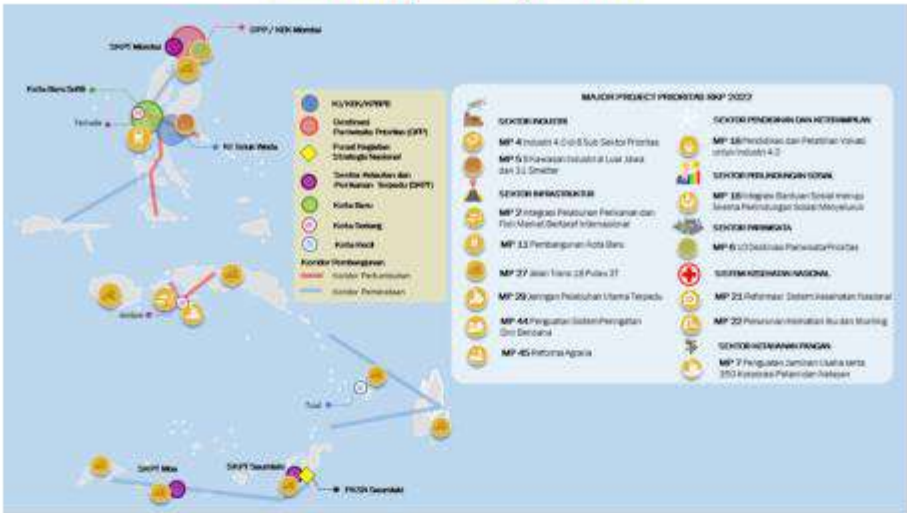 DPP / KEK Morotai
SKPT Morotai
Kota Baru Sofifi
Ternate
KI Teluk Weda
Ambon
Tual
SKPT Moa
SKPT Saumlaki
PKSN Saumlaki
KI/KEK/KPBPB
Destinasi
Pariwisata Prioritas (DPP)
Pusat Kegiatan
Strategis Nasional
Sentra Kelautan dan
Perikanan Terpadu (SKPT)
Kota Baru
Kota Sedang
Kota Kecil
Koridor Pembangunan
Koridor Pertumbuhan
Koridor Pemerataan
MAJOR PROJECT PRIORITAS RKP 2022
SEKTOR INDUSTRI
MP 4 Industri 4.0 di 5 Sub Sektor Prioritas
MP 5 9 Kawasan Industri di Luar Jawa
dan 31 Smelter
SEKTOR INFRASTRUKTUR
MP 2 Integrasi Pelabuhan Perikanan dan
Fish Market Bertaraf Internasional
MP 11 Pembangunan Kota Baru
MP 27 Jalan Trans 18 Pulau 3T
MP 29 Jaringan Pelabuhan Utama Terpadu
MP 44 Penguatan Sistem Peringatan
Dini Bencana
MP 45 Reforma Agraria
SEKTOR PENDIDIKAN DAN KETERAMPILAN
MP 16 Pendidikan dan Pelatihan Vokasi
untuk Industri 4.0
SEKTOR PERLINDUNGAN SOSIAL
MP 18 Integrasi Bantuan Sosial menuju
Skema Perlindungan Sosial Menyeluruh
SEKTOR PARIWISATA
MP 6 10 Destinasi Pariwisata Prioritas
SISTEM KESEHATAN NASIONAL
MP 21 Reformasi Sistem Kesehatan Nasional
MP 22 Penurunan Kematian Ibu dan Stunting
SEKTOR KETAHANAN PANGAN
MP 7 Penguatan Jaminan Usaha serta
350 Korporasi Petani dan Nelayan